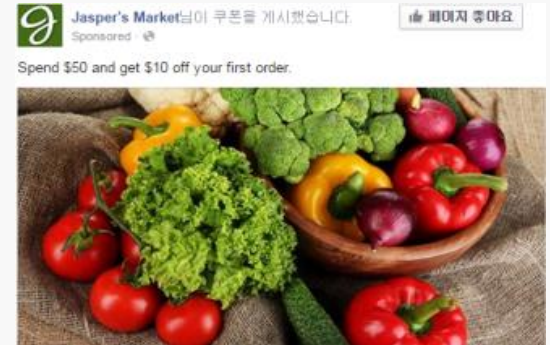 Jasper's Market님이 쿠폰을 게시했습니다.
페이지 좋아요
Sponsored ·
Spend $50 and get $10 off your first order.